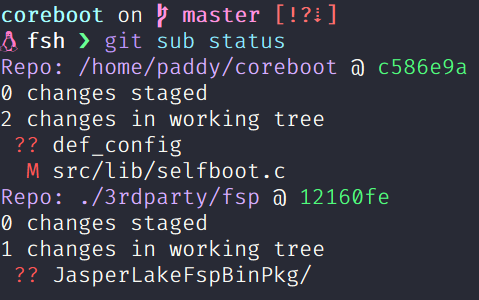 coreboot on master [!?⇣]
fsh ❯ git sub status
Repo: /home/paddy/coreboot @ c586e9a
0 changes staged
2 changes in working tree
?? def_config
M src/lib/selfboot.c
Repo: ./3rdparty/fsp @ 12160fe
0 changes staged
1 changes in working tree
?? JasperLakeFspBinPkg/